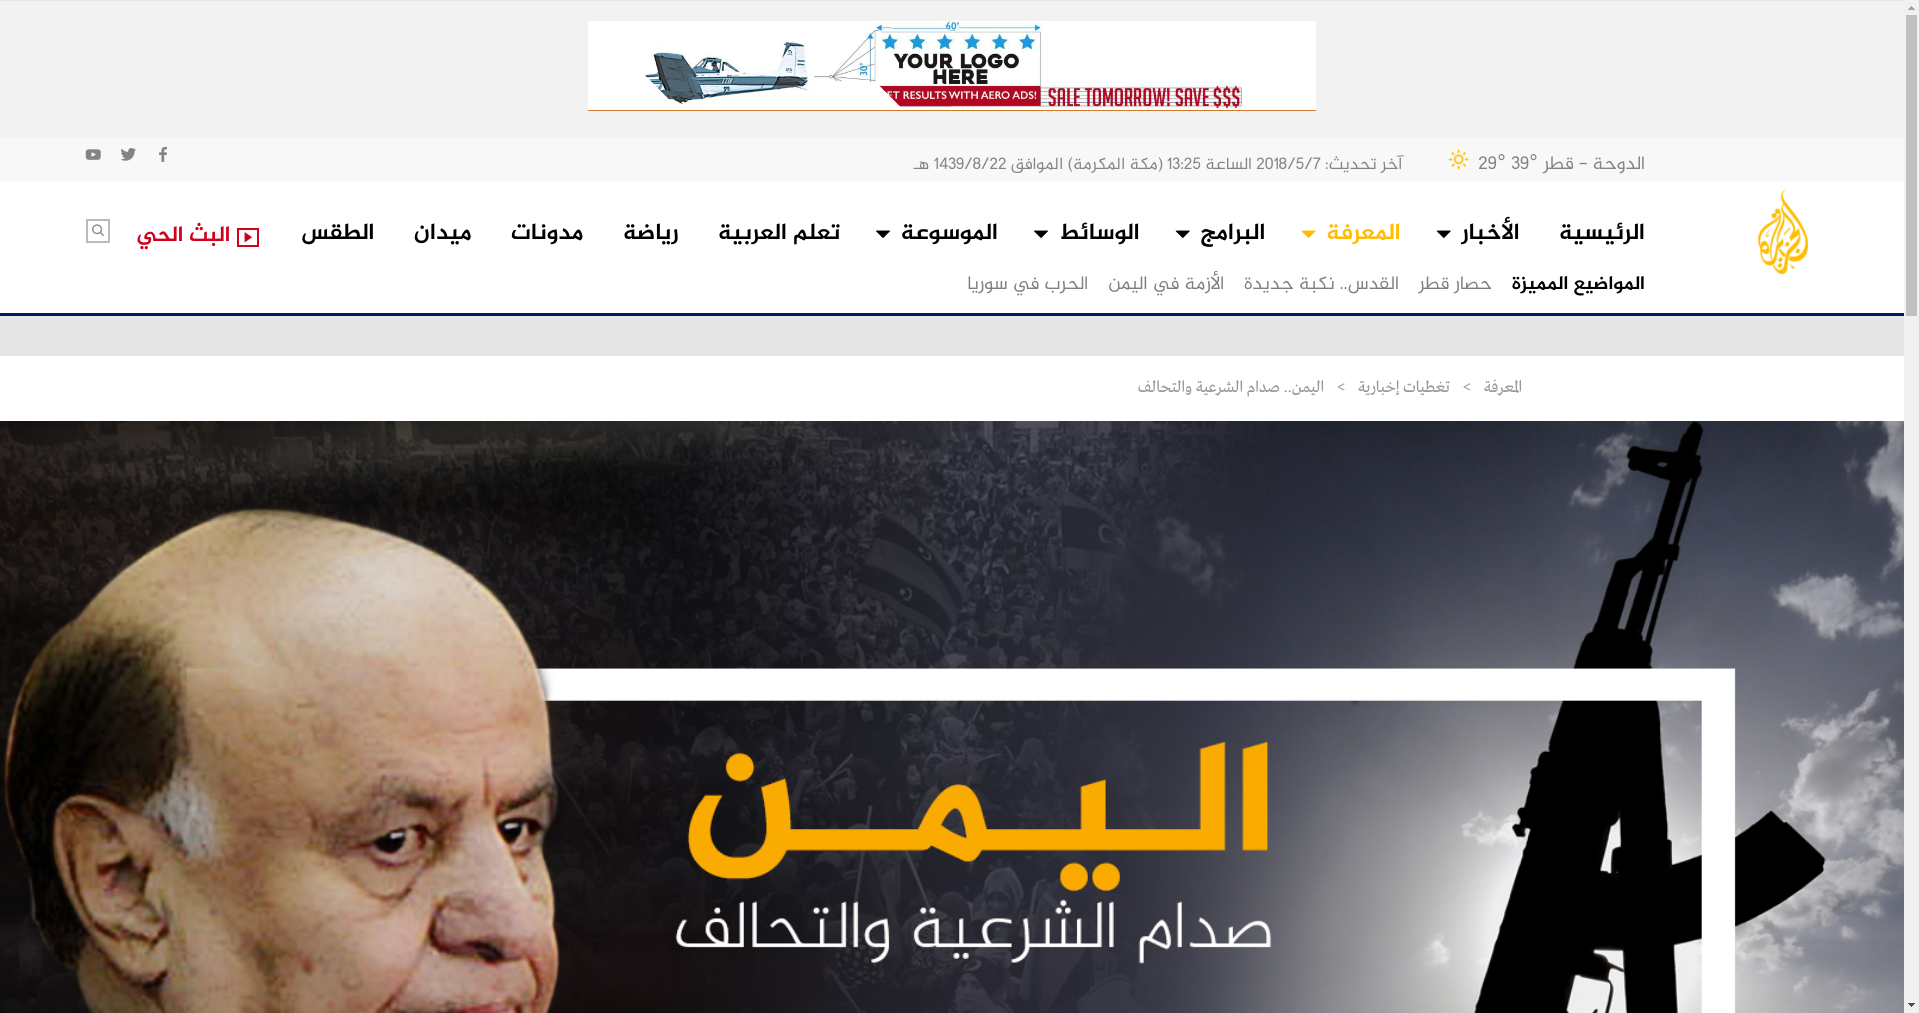 60"
30"
YOUR LOGO
HERE
ET RESULTS WITH AERO ADS!
SALE TOMORROW! SAVE $$$
الدوحة - قطر 39° 29°
آخر تحديث: 2018/5/7 الساعة 13:25 (مكة المكرمة) الموافق 1439/8/22 هـ
الرئيسية الأخبار المعرفة البرامج الوسائط الموسوعة تعلم العربية رياضة مدونات ميدان الطقس البث الحي
الجزيرة
المواضيع المميزة حصار قطر القدس.. نكبة جديدة الأزمة في اليمن الحرب في سوريا
المعرفة > تغطيات إخبارية > اليمن.. صدام الشرعية والتحالف
اليمن
صدام الشرعية والتحالف